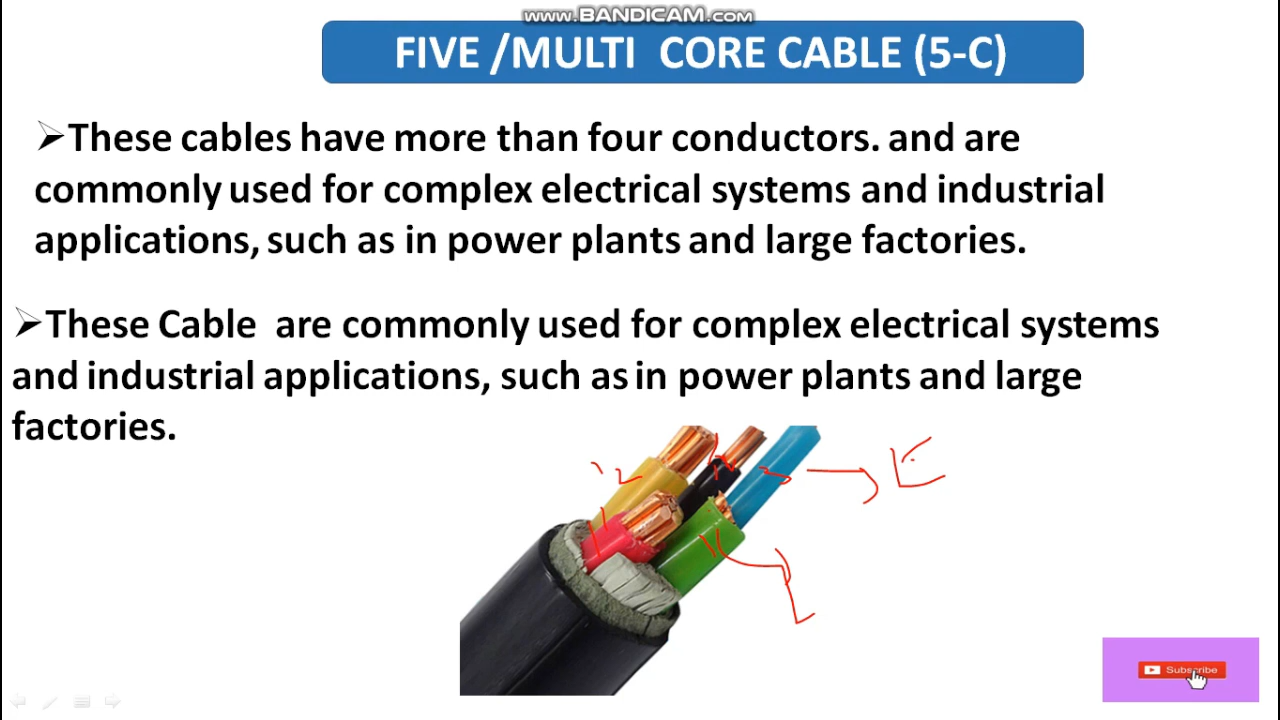 www.BANDICAM.com
FIVE /MULTI CORE CABLE (5-C)
➢These cables have more than four conductors. and are
commonly used for complex electrical systems and industrial
applications, such as in power plants and large factories.
➢These Cable are commonly used for complex electrical systems
and industrial applications, such as in power plants and large
factories.
E
Subscribe